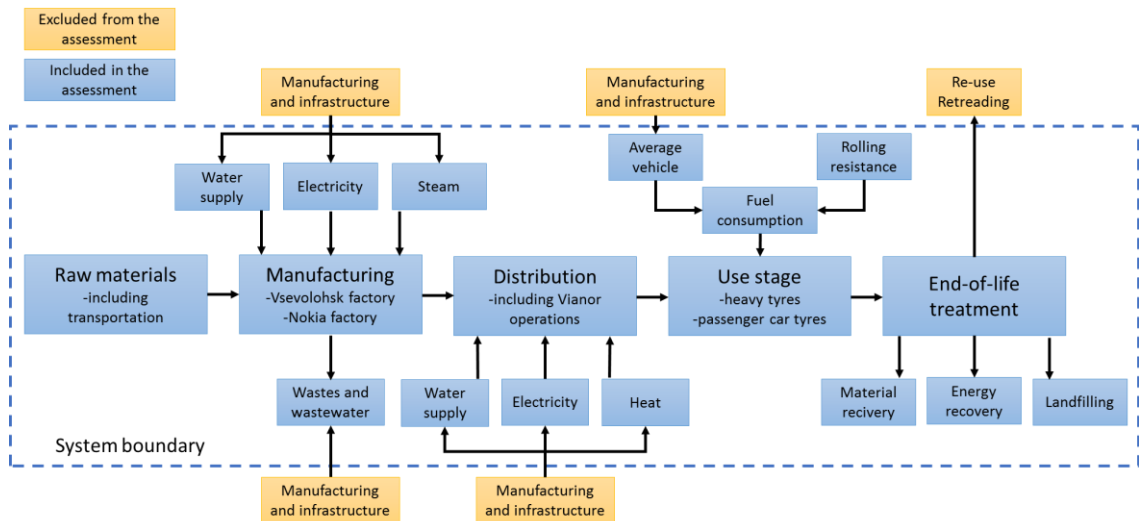 Excluded from the
assessment
Included in the
assessment
Manufacturing
and infrastructure
Manufacturing
and infrastructure
Re-use
Retreading
Water
supply
Electricity
Steam
Average
vehicle
Rolling
resistance
Fuel
consumption
Raw materials
-including
transportation
Manufacturing
-Vsevolohsk factory
-Nokia factory
Distribution
-including Vianor
operations
Use stage
-heavy tyres
-passenger car tyres
End-of-life
treatment
Wastes and
wastewater
Water
supply
Electricity
Heat
Material
recivery
Energy
recovery
Landfilling
System boundary
Manufacturing
and infrastructure
Manufacturing
and infrastructure